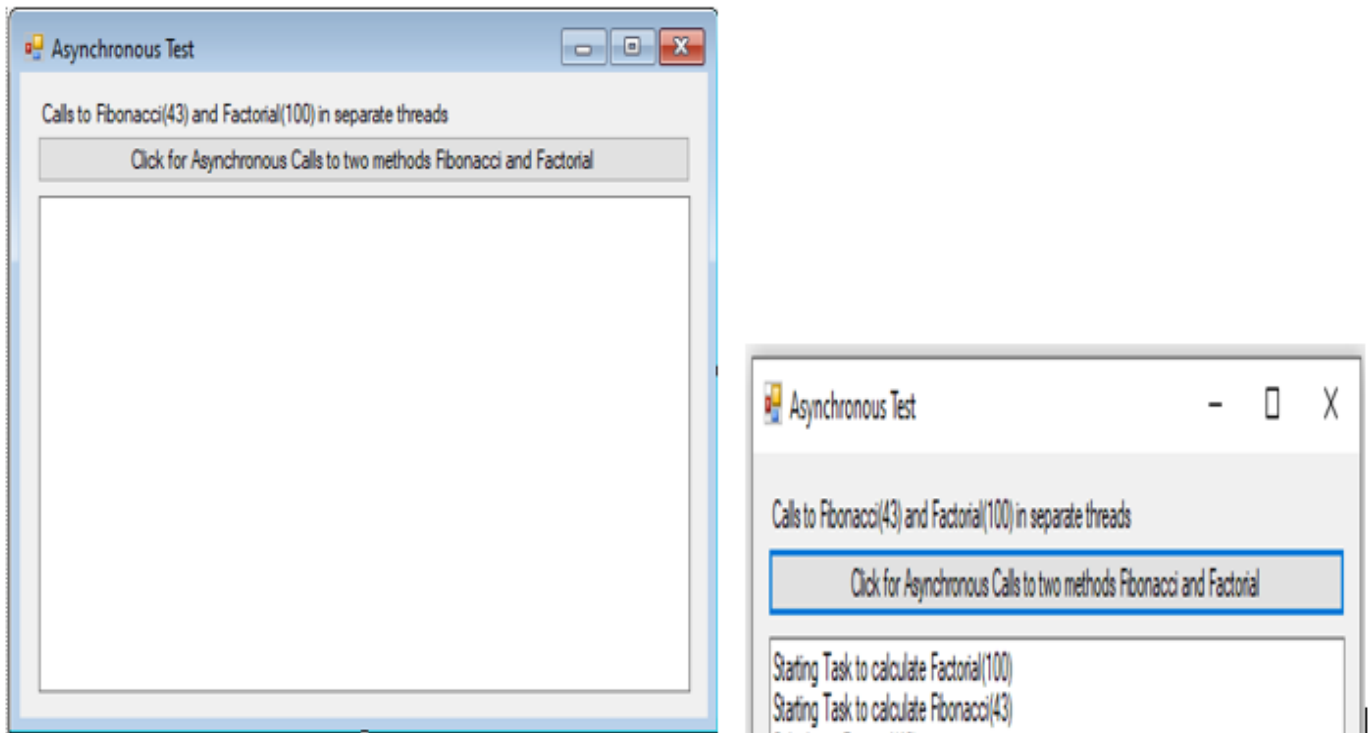 Asynchronous Test
Calls to Fibonacci(43) and Factorial(100) in separate threads
Click for Asynchronous Calls to two methods Fibonacci and Factorial
Asynchronous Test
Calls to Fibonacci(43) and Factorial(100) in separate threads
Click for Asynchronous Calls to two methods Fibonacci and Factorial
Starting Task to calculate Factorial(100)
Starting Task to calculate Fibonacci(43)